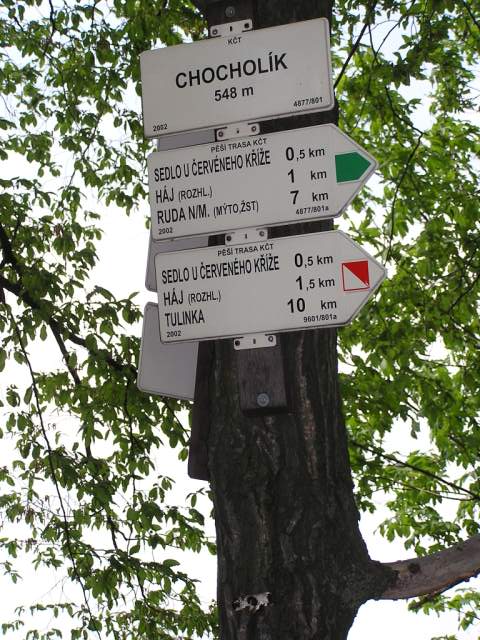 KČT
CHOCHOLÍK
548 m
2002 4877/801
PĚŠÍ TRASA KČT
SEDLO U ČERVÉNEHO KŘÍŽE 0,5 km
HÁJ (ROZHL.) 1 km
RUDA N/M. (MÝTO,ŽST) 7 km
2002 4877/801a
PĚŠÍ TRASA KČT
SEDLO U ČERVENÉHO KŘÍŽE 0,5 km
HÁJ (ROZHL.) 1,5 km
TULINKA 10 km
2002 9601/801a